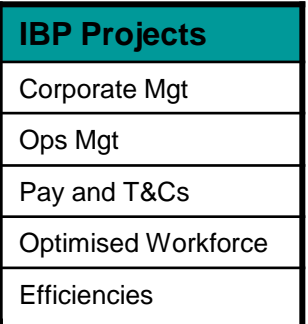 IBP Projects
Corporate Mgt
Ops Mgt
Pay and T&Cs
Optimised Workforce
Efficiencies